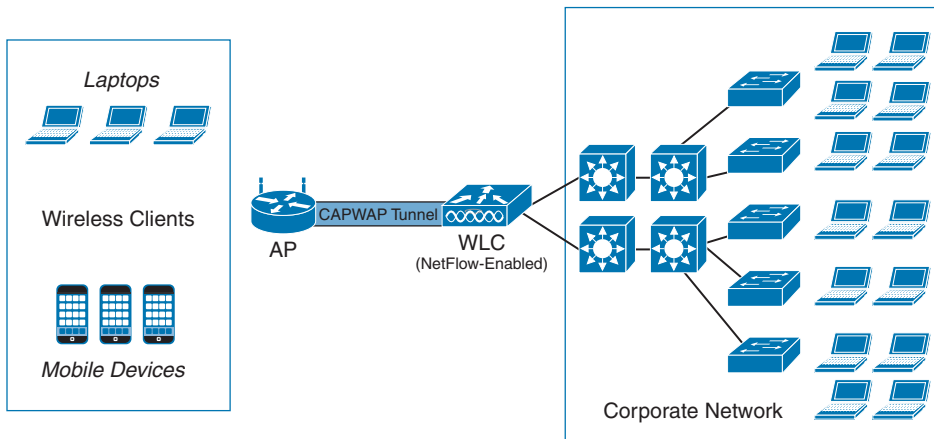 Laptops
Wireless Clients
Mobile Devices
AP
CAPWAP Tunnel
WLC
(NetFlow-Enabled)
Corporate Network